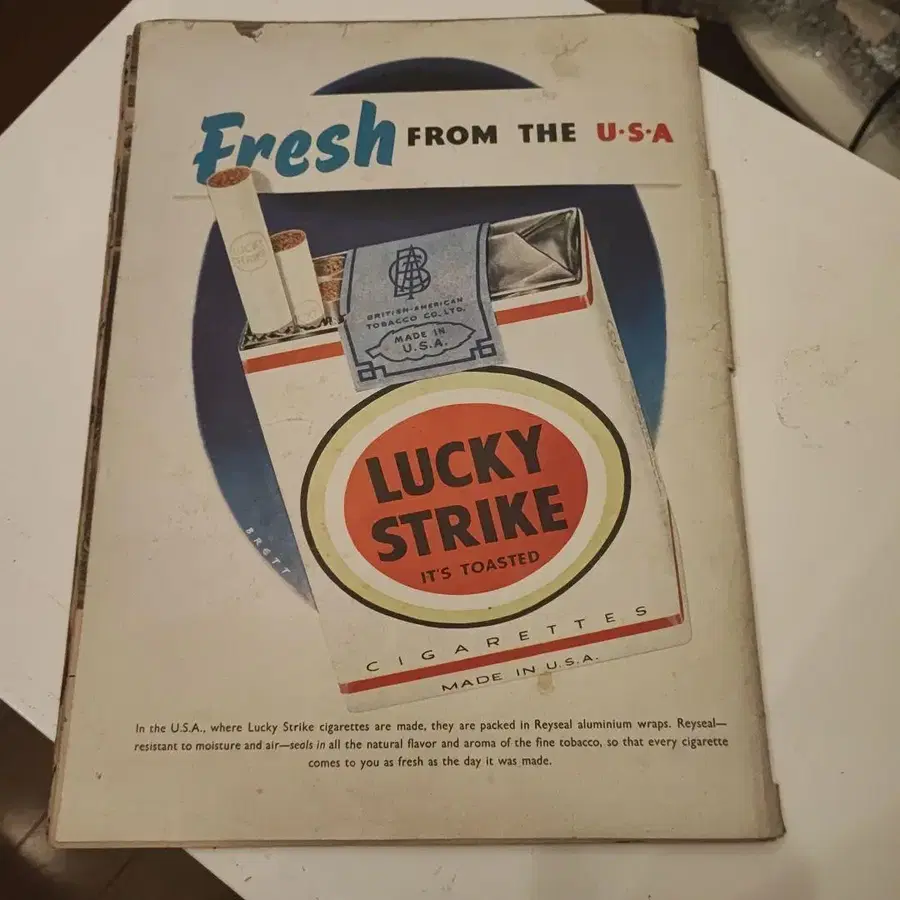 Fresh FROM THE U·S·A
LUCKY
STRIKE
BAT
BRITISH-AMERICAN
TOBACCO CO., LTD.
MADE IN
U.S.A.
LUCKY
STRIKE
IT'S TOASTED
BRETT
CIGARETTES
MADE IN U.S.A.
In the U.S.A., where Lucky Strike cigarettes are made, they are packed in Reyseal aluminium wraps. Reyseal—
resistant to moisture and air—seals in all the natural flavor and aroma of the fine tobacco, so that every cigarette
comes to you as fresh as the day it was made.